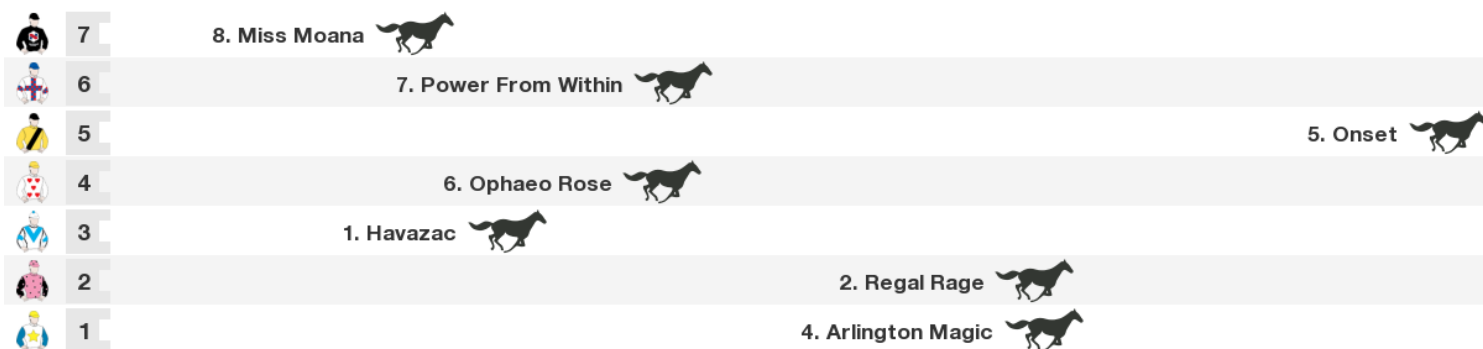 7 8. Miss Moana
6 7. Power From Within
5 5. Onset
4 6. Ophaeo Rose
3 1. Havazac
2 2. Regal Rage
1 4. Arlington Magic